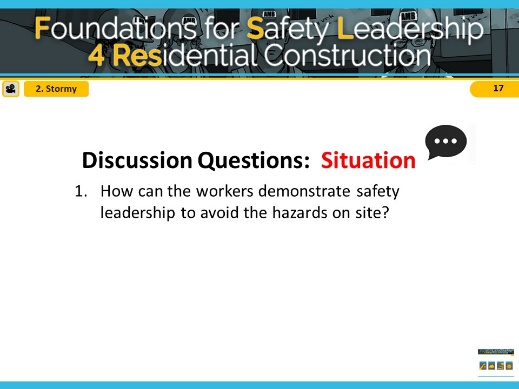 Foundations for Safety Leadership
4 Residential Construction
2. Stormy
17
Discussion Questions: Situation
1. How can the workers demonstrate safety
leadership to avoid the hazards on site?